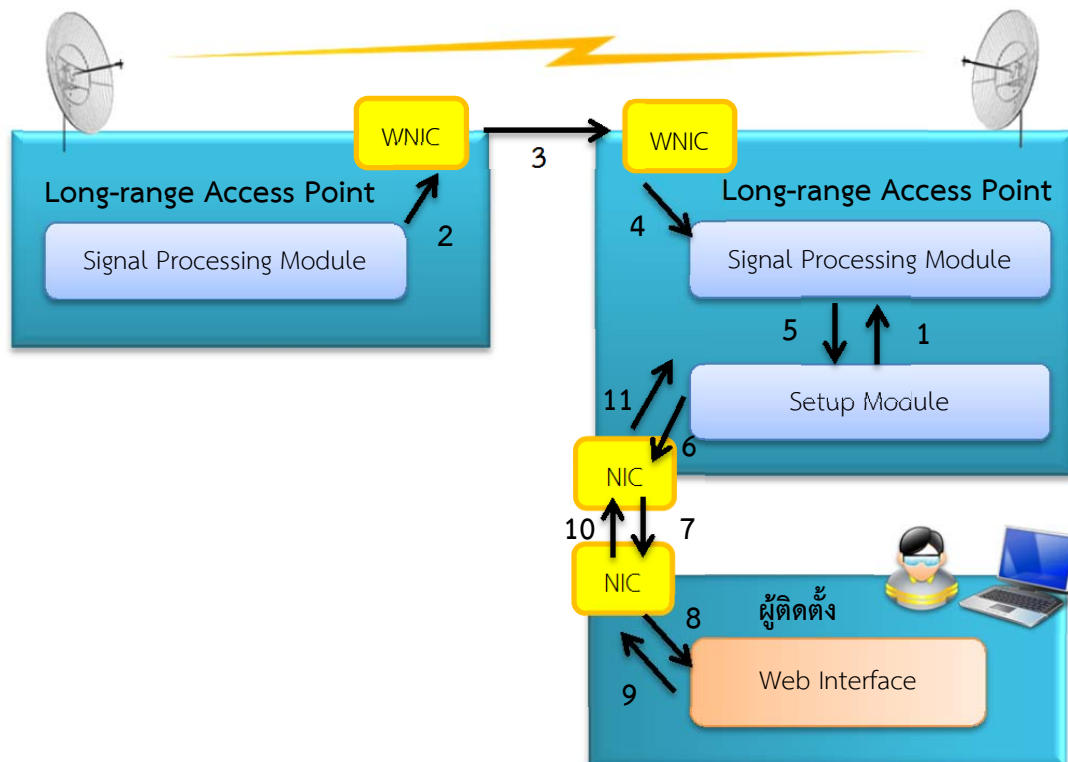 WNIC
3
WNIC
Long-range Access Point
2
Signal Processing Module
Long-range Access Point
4
Signal Processing Module
5
1
11
Setup Module
6
NIC
10
7
NIC
8
ผู้ติดตั้ง
9
Web Interface